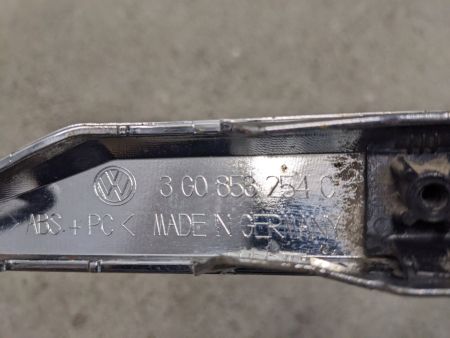 3G0 853 254 C
ABS.+PC< MADE IN GERMANY